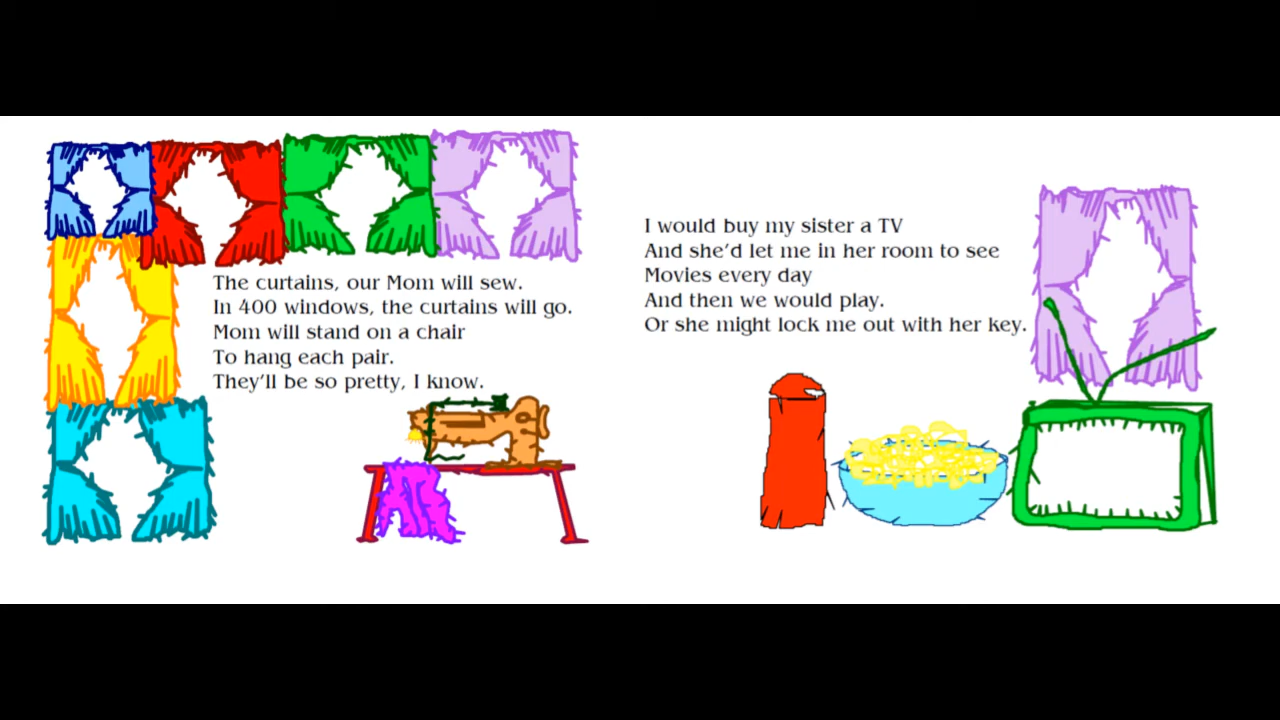 The curtains, our Mom will sew.
In 400 windows, the curtains will go.
Mom will stand on a chair
To hang each pair.
They'll be so pretty, I know.
I would buy my sister a TV
And she'd let me in her room to see
Movies every day
And then we would play.
Or she might lock me out with her key.